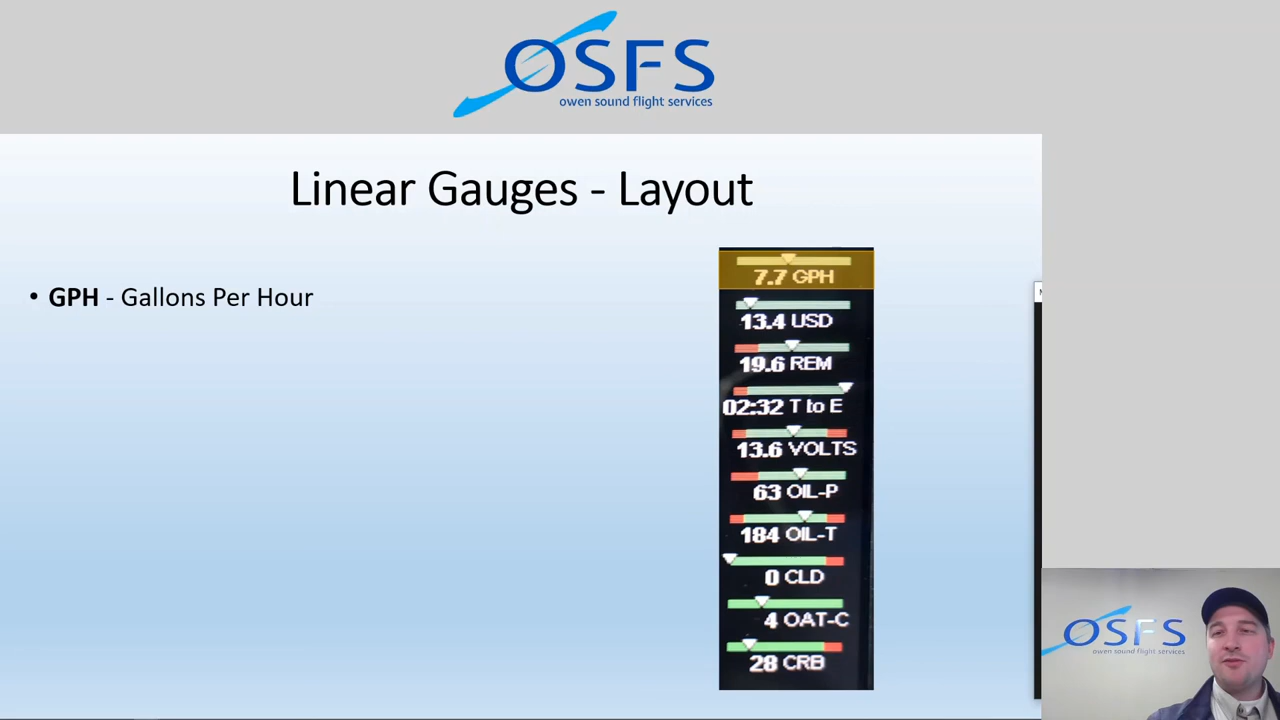 OSFS
owen sound flight services
Linear Gauges - Layout
• GPH - Gallons Per Hour
7.7 GPH
13.4 USD
19.6 REM
02:32 T to E
13.6 VOLTS
63 OIL-P
184 OIL-T
0 CLD
4 OAT-C
28 CRB
OSFS
owen sound flight services